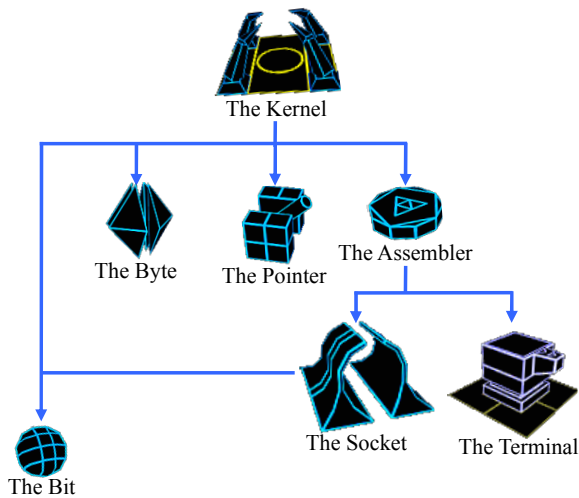 The Kernel
The Byte
The Pointer
The Assembler
The Socket
The Terminal
The Bit